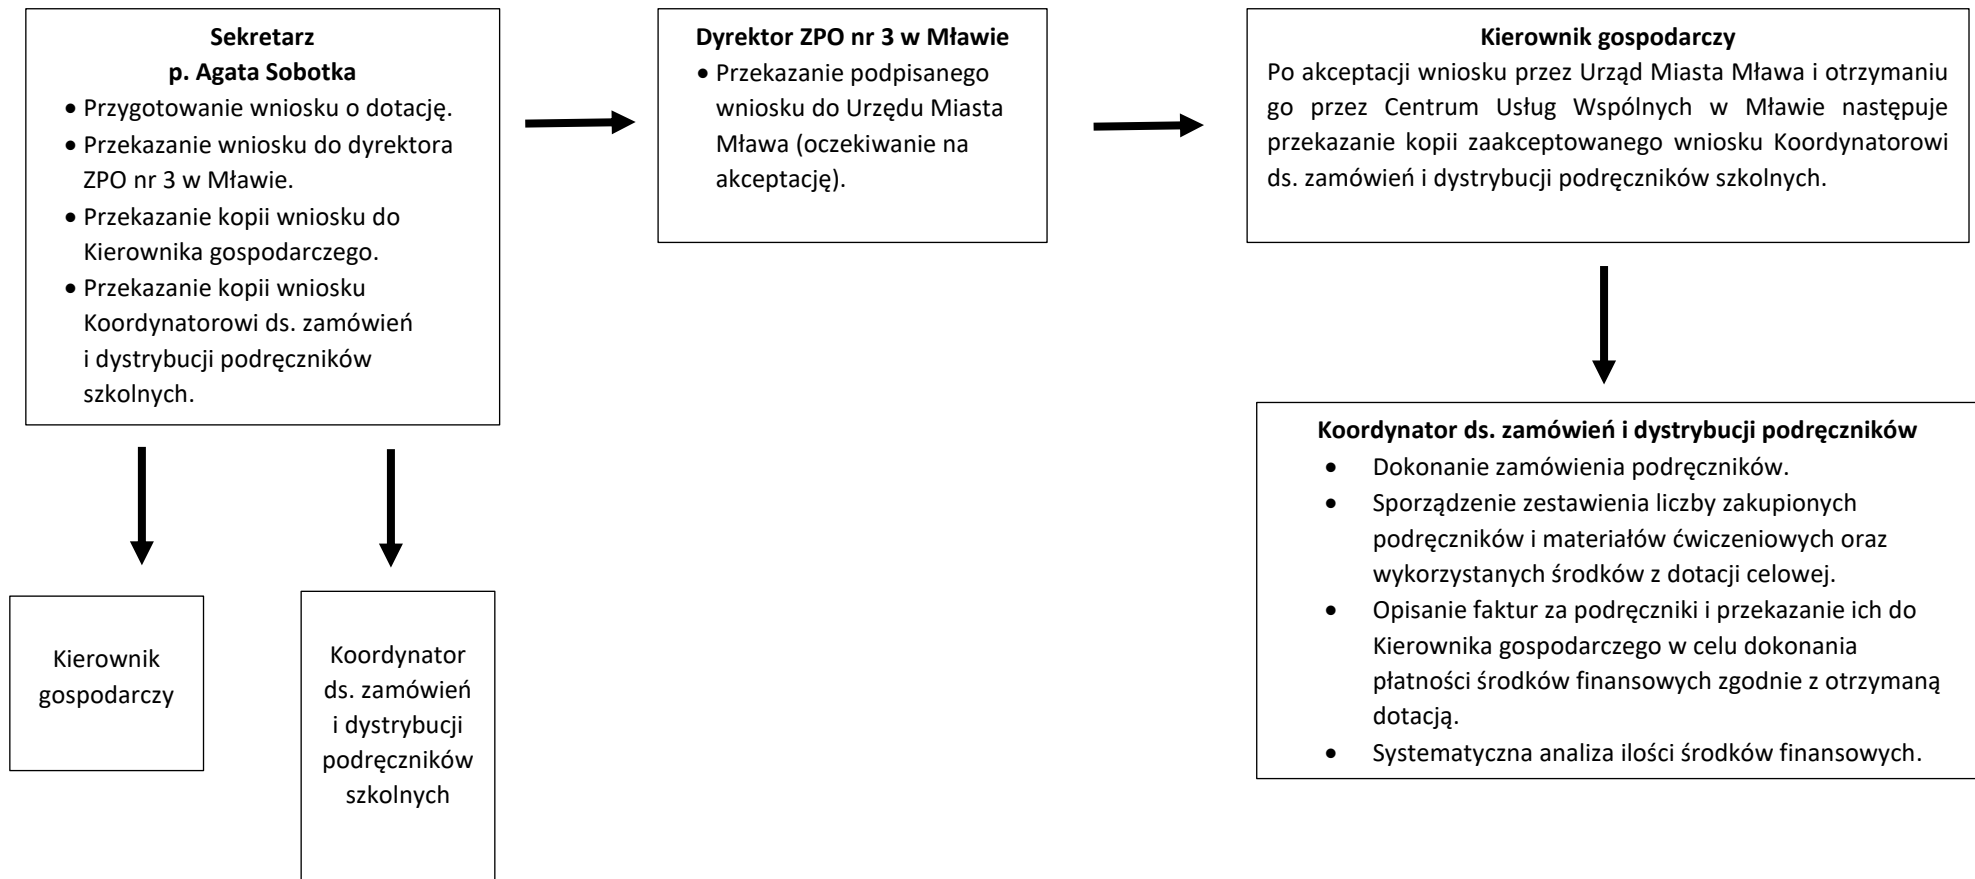 Sekretarz
p. Agata Sobotka
• Przygotowanie wniosku o dotację.
• Przekazanie wniosku do dyrektora
ZPO nr 3 w Mławie.
• Przekazanie kopii wniosku do
Kierownika gospodarczego.
• Przekazanie kopii wniosku
Koordynatorowi ds. zamówień
i dystrybucji podręczników
szkolnych.
Dyrektor ZPO nr 3 w Mławie
• Przekazanie podpisanego
wniosku do Urzędu Miasta
Mława (oczekiwanie na
akceptację).
Kierownik gospodarczy
Po akceptacji wniosku przez Urząd Miasta Mława i otrzymaniu
go przez Centrum Usług Wspólnych w Mławie następuje
przekazanie kopii zaakceptowanego wniosku Koordynatorowi
ds. zamówień i dystrybucji podręczników szkolnych.
Kierownik
gospodarczy
Koordynator
ds. zamówień
i dystrybucji
podręczników
szkolnych
Koordynator ds. zamówień i dystrybucji podręczników
• Dokonanie zamówienia podręczników.
• Sporządzenie zestawienia liczby zakupionych
podręczników i materiałów ćwiczeniowych oraz
wykorzystanych środków z dotacji celowej.
• Opisanie faktur za podręczniki i przekazanie ich do
Kierownika gospodarczego w celu dokonania
płatności środków finansowych zgodnie z otrzymaną
dotacją.
• Systematyczna analiza ilości środków finansowych.